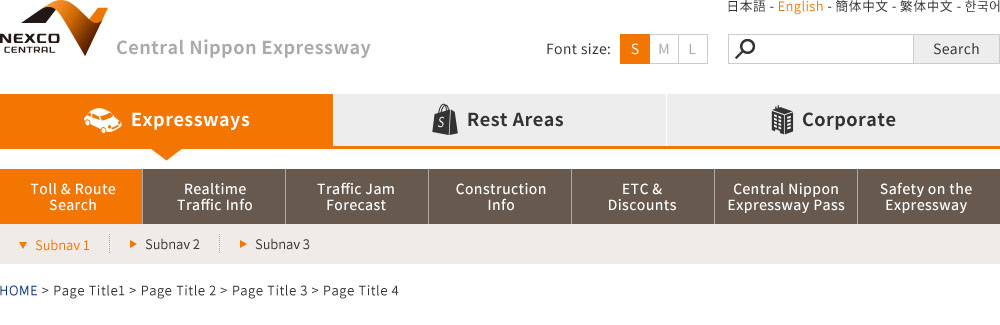 日本語 - English - 簡体中文 - 繁体中文 - 한국어
NEXCO
CENTRAL
Central Nippon Expressway
Font size: S M L
Search
Expressways
S
Rest Areas
Corporate
Toll & Route
Search
Realtime
Traffic Info
Traffic Jam
Forecast
Construction
Info
ETC &
Discounts
Central Nippon
Expressway Pass
Safety on the
Expressway
Subnav 1
Subnav 2
Subnav 3
HOME > Page Title1 > Page Title 2 > Page Title 3 > Page Title 4